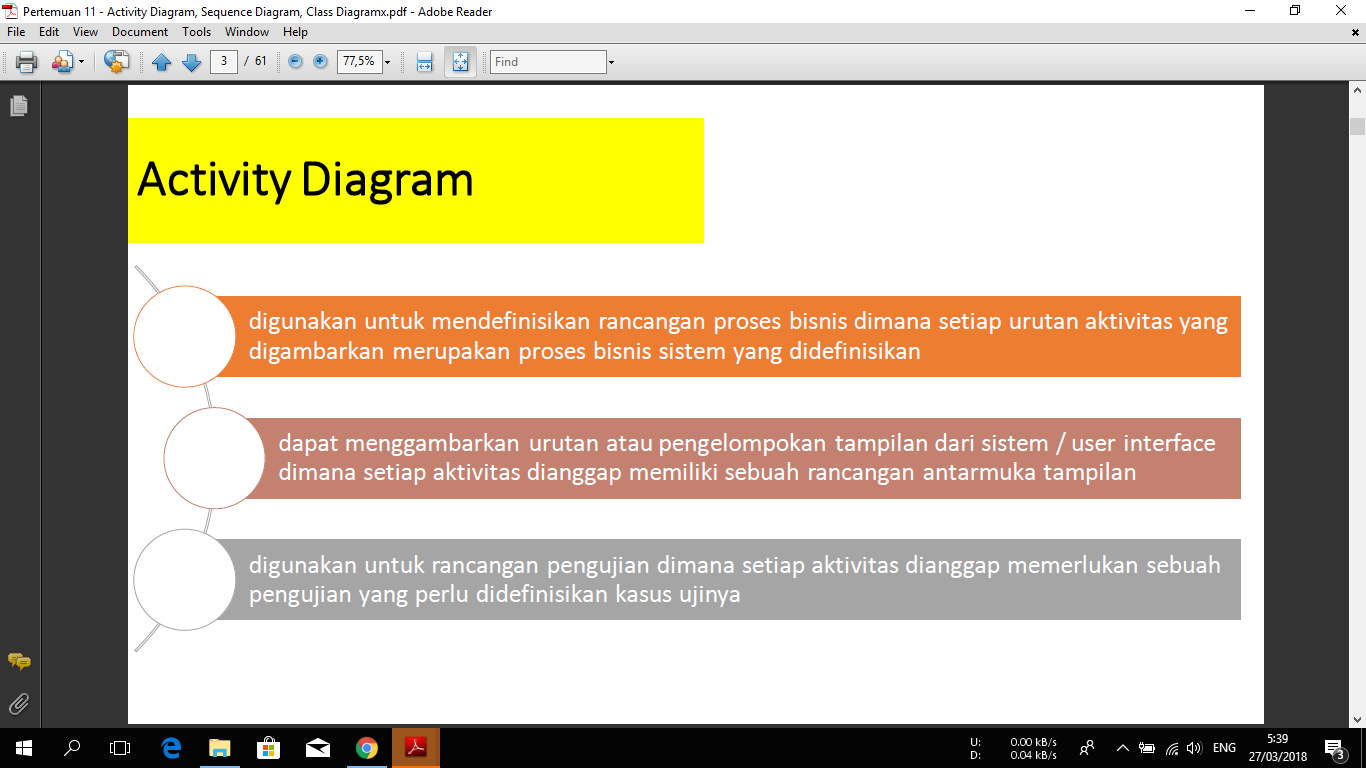 Pertemuan 11 - Activity Diagram, Sequence Diagram, Class Diagramx.pdf - Adobe Reader
File Edit View Document Tools Window Help
3 / 61 77,5% Find
Activity Diagram
digunakan untuk mendefinisikan rancangan proses bisnis dimana setiap urutan aktivitas yang
digambarkan merupakan proses bisnis sistem yang didefinisikan
dapat menggambarkan urutan atau pengelompokan tampilan dari sistem / user interface
dimana setiap aktivitas dianggap memiliki sebuah rancangan antarmuka tampilan
digunakan untuk rancangan pengujian dimana setiap aktivitas dianggap memerlukan sebuah
pengujian yang perlu didefinisikan kasus ujinya
U: 0.00 kB/s
D: 0.04 kB/s
ENG
5:39
27/03/2018
3